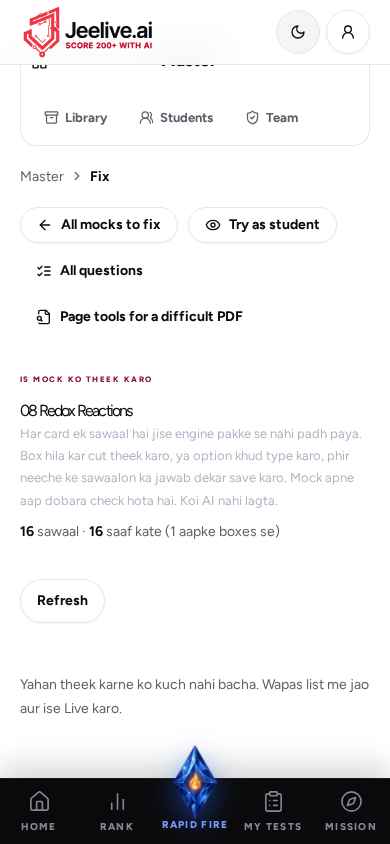 Jeelive.ai
SCORE 200+ WITH AI
Master
Library Students Team
Master > Fix
All mocks to fix Try as student
All questions
Page tools for a difficult PDF
IS MOCK KO THEEK KARO
08 Redox Reactions
Har card ek sawaal hai jise engine pakke se nahi padh paya.
Box hila kar cut theek karo, ya option khud type karo, phir
neeche ke sawaalon ka jawab dekar save karo. Mock apne
aap dobara check hota hai. Koi AI nahi lagta.
16 sawaal · 16 saaf kate (1 aapke boxes se)
Refresh
Yahan theek karne ko kuch nahi bacha. Wapas list me jao
aur ise Live karo.
HOME RANK RAPID FIRE MY TESTS MISSION